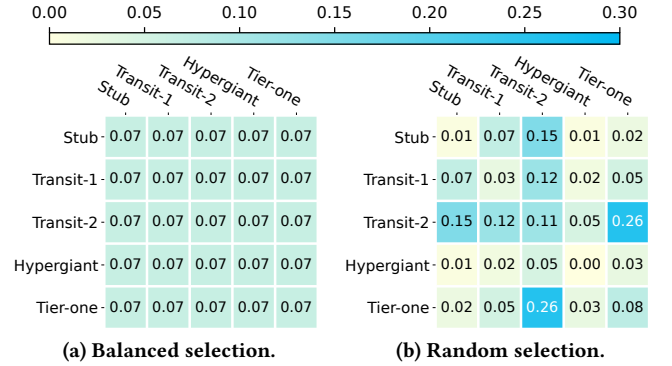 0.00 0.05 0.10 0.15 0.20 0.25 0.30
Stub Transit-1 Transit-2 Hypergiant Tier-one
Stub 0.07 0.07 0.07 0.07 0.07
Transit-1 0.07 0.07 0.07 0.07 0.07
Transit-2 0.07 0.07 0.07 0.07 0.07
Hypergiant 0.07 0.07 0.07 0.07 0.07
Tier-one 0.07 0.07 0.07 0.07 0.07
(a) Balanced selection.
Stub Transit-1 Transit-2 Hypergiant Tier-one
Stub 0.01 0.07 0.15 0.01 0.02
Transit-1 0.07 0.03 0.12 0.02 0.05
Transit-2 0.15 0.12 0.11 0.05 0.26
Hypergiant 0.01 0.02 0.05 0.00 0.03
Tier-one 0.02 0.05 0.26 0.03 0.08
(b) Random selection.